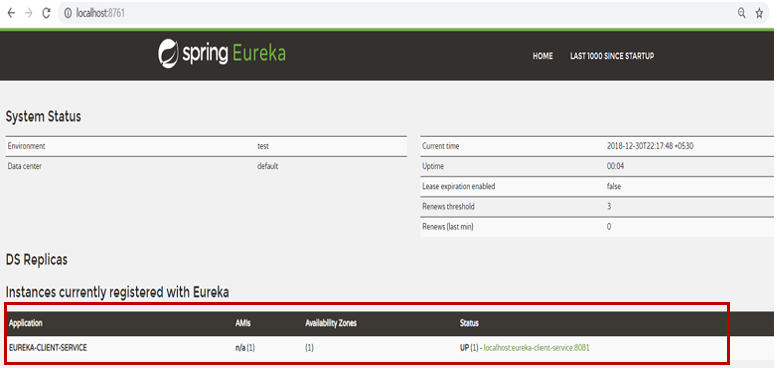 localhost:8761
spring Eureka
HOME LAST 1000 SINCE STARTUP
System Status
Environment test
Data center default
Current time 2018-12-30T22:17:48 +0530
Uptime 00:04
Lease expiration enabled false
Renews threshold 3
Renews (last min) 0
DS Replicas
Instances currently registered with Eureka
Application AMIs Availability Zones Status
EUREKA-CLIENT-SERVICE n/a (1) (1) UP (1) - localhost:eureka-client-service:8081